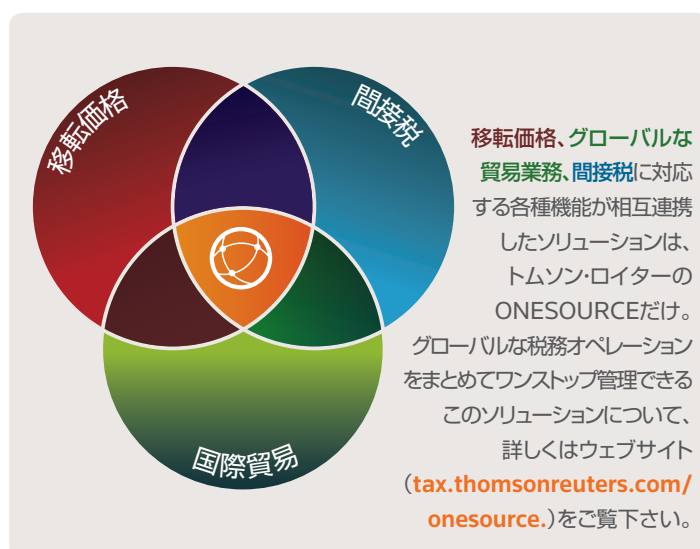 移転価格
間接税
国際貿易
移転価格、グローバルな
貿易業務、間接税に対応
する各種機能が相互連携
したソリューションは、
トムソン・ロイターの
ONESOURCEだけ。
グローバルな税務オペレーション
をまとめてワンストップ管理できる
このソリューションについて、
詳しくはウェブサイト
（tax.thomsonreuters.com/
onesource.）をご覧下さい。